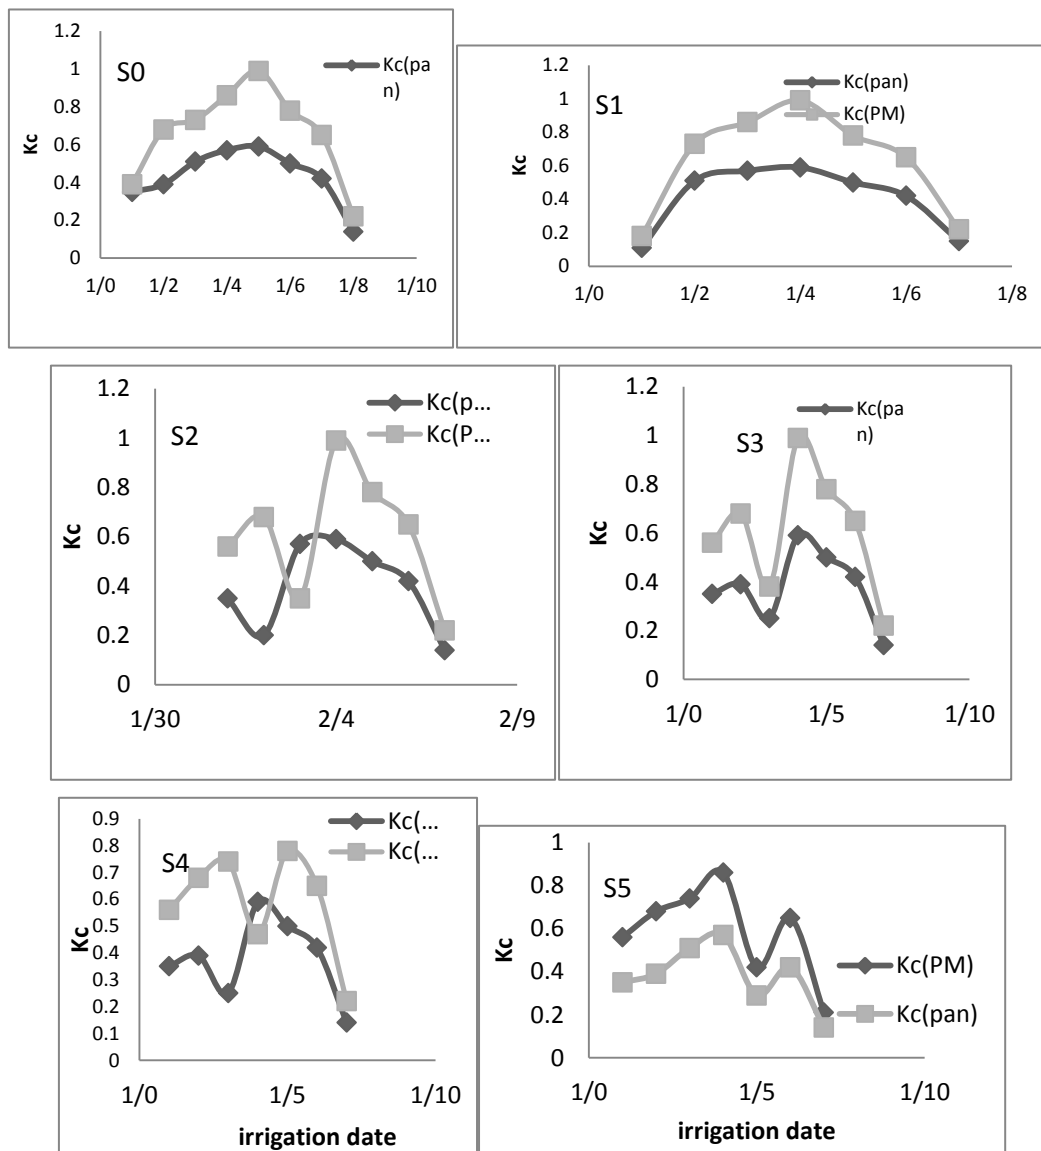 1.2
1
0.8
0.6
0.4
0.2
0
Kc
S0
Kc(pa
n)
1/0 1/2 1/4 1/6 1/8 1/10
1.2
1
0.8
0.6
0.4
0.2
0
Kc
S1
Kc(pan)
Kc(PM)
1/0 1/2 1/4 1/6 1/8
1.2
1
0.8
0.6
0.4
0.2
0
Kc
S2
Kc(p...
Kc(P...
1/30 2/4 2/9
1.2
1
0.8
0.6
0.4
0.2
0
Kc
S3
Kc(pa
n)
1/0 1/5 1/10
0.9
0.8
0.7
0.6
0.5
0.4
0.3
0.2
0.1
0
Kc
S4
Kc(...
Kc(...
1/0 1/5 1/10
irrigation date
1
0.8
0.6
0.4
0.2
0
Kc
S5
Kc(PM)
Kc(pan)
1/0 1/5 1/10
irrigation date